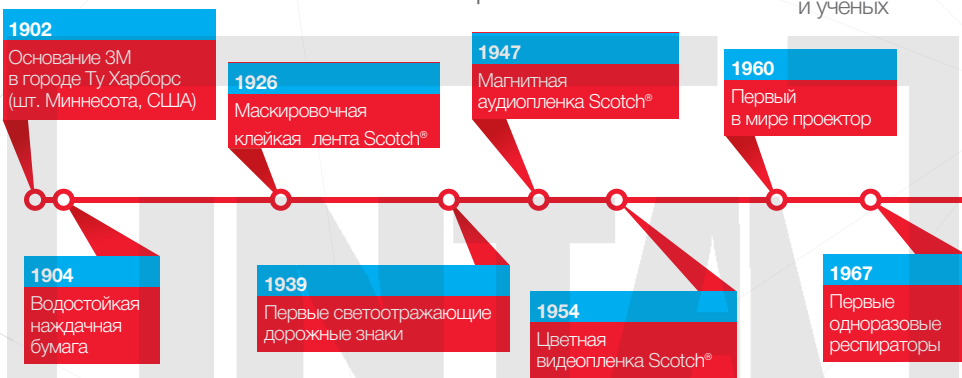 и ученых
1902
Основание 3М
в городе Ту Харборс
(шт. Миннесота, США)
1904
Водостойкая
наждачная
бумага
1926
Маскировочная
клейкая лента Scotch®
1939
Первые светоотражающие
дорожные знаки
1947
Магнитная
аудиопленка Scotch®
1954
Цветная
видеопленка Scotch®
1960
Первый
в мире проектор
1967
Первые
одноразовые
респираторы